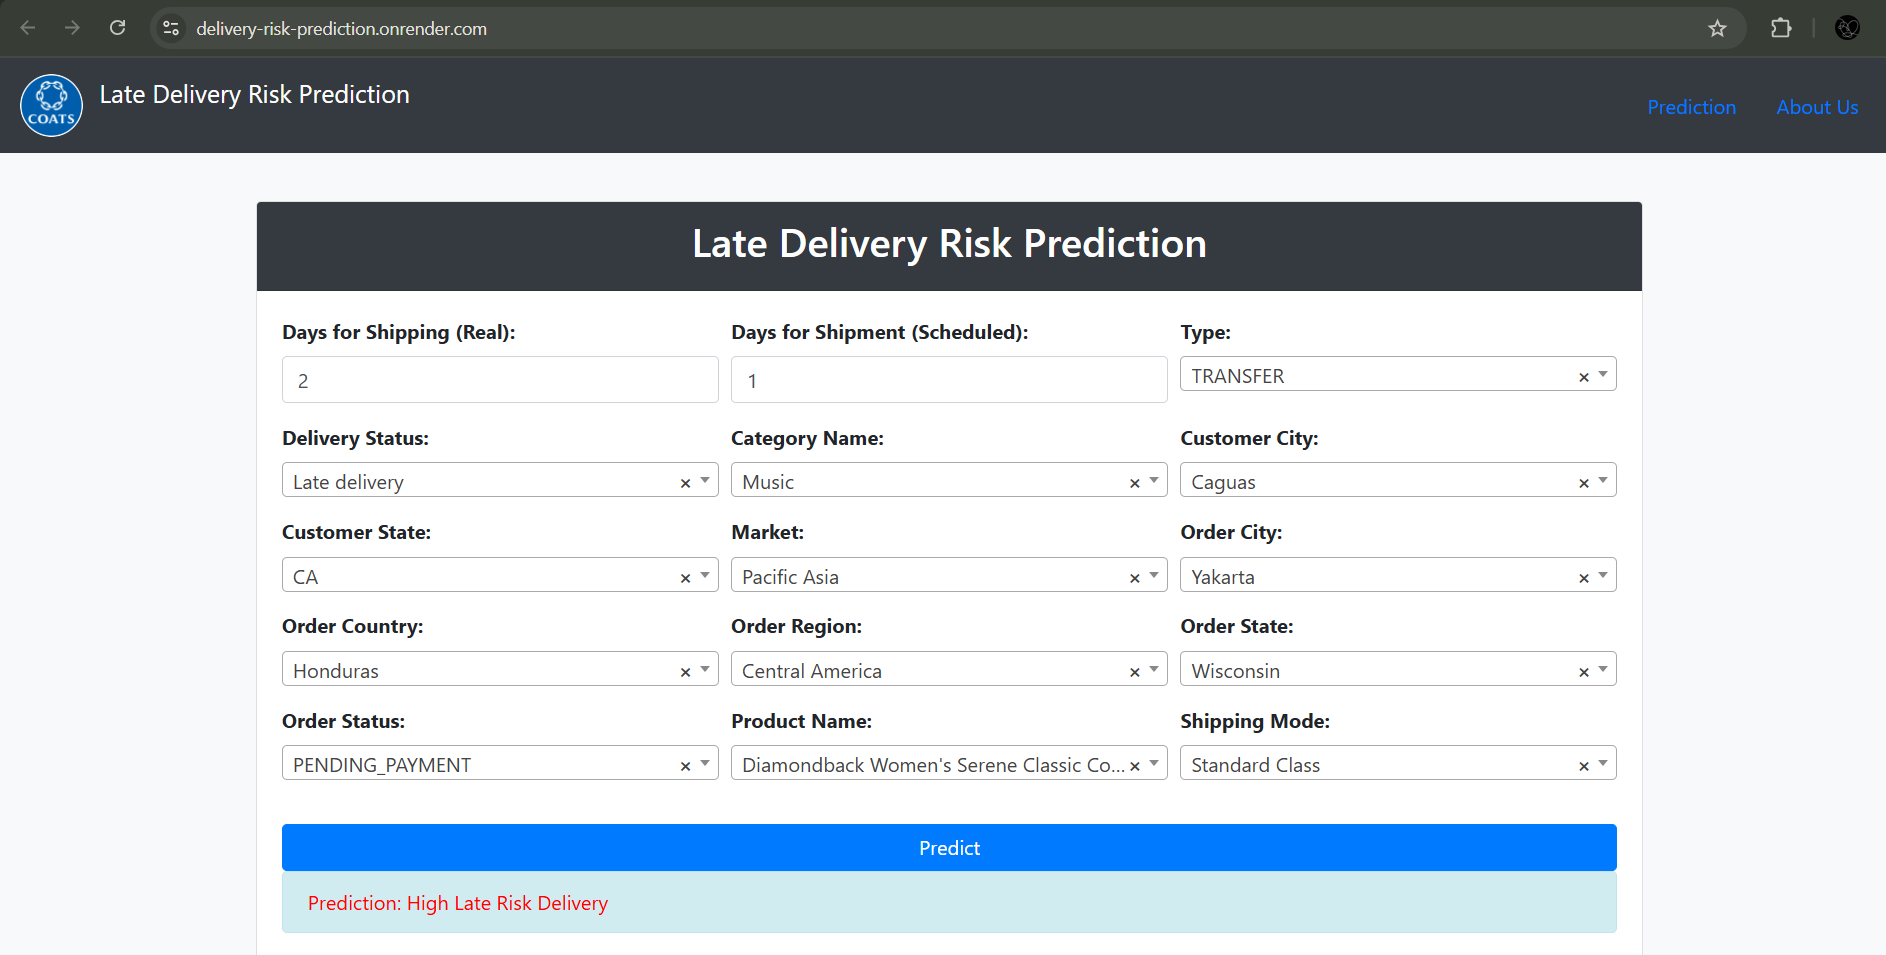 delivery-risk-prediction.onrender.com
COATS
Late Delivery Risk Prediction
Prediction
About Us
Late Delivery Risk Prediction
Days for Shipping (Real):
Days for Shipment (Scheduled):
Type:
2
1
TRANSFER
Delivery Status:
Category Name:
Customer City:
Late delivery
Music
Caguas
Customer State:
Market:
Order City:
CA
Pacific Asia
Yakarta
Order Country:
Order Region:
Order State:
Honduras
Central America
Wisconsin
Order Status:
Product Name:
Shipping Mode:
PENDING_PAYMENT
Diamondback Women's Serene Classic Co...
Standard Class
Predict
Prediction: High Late Risk Delivery